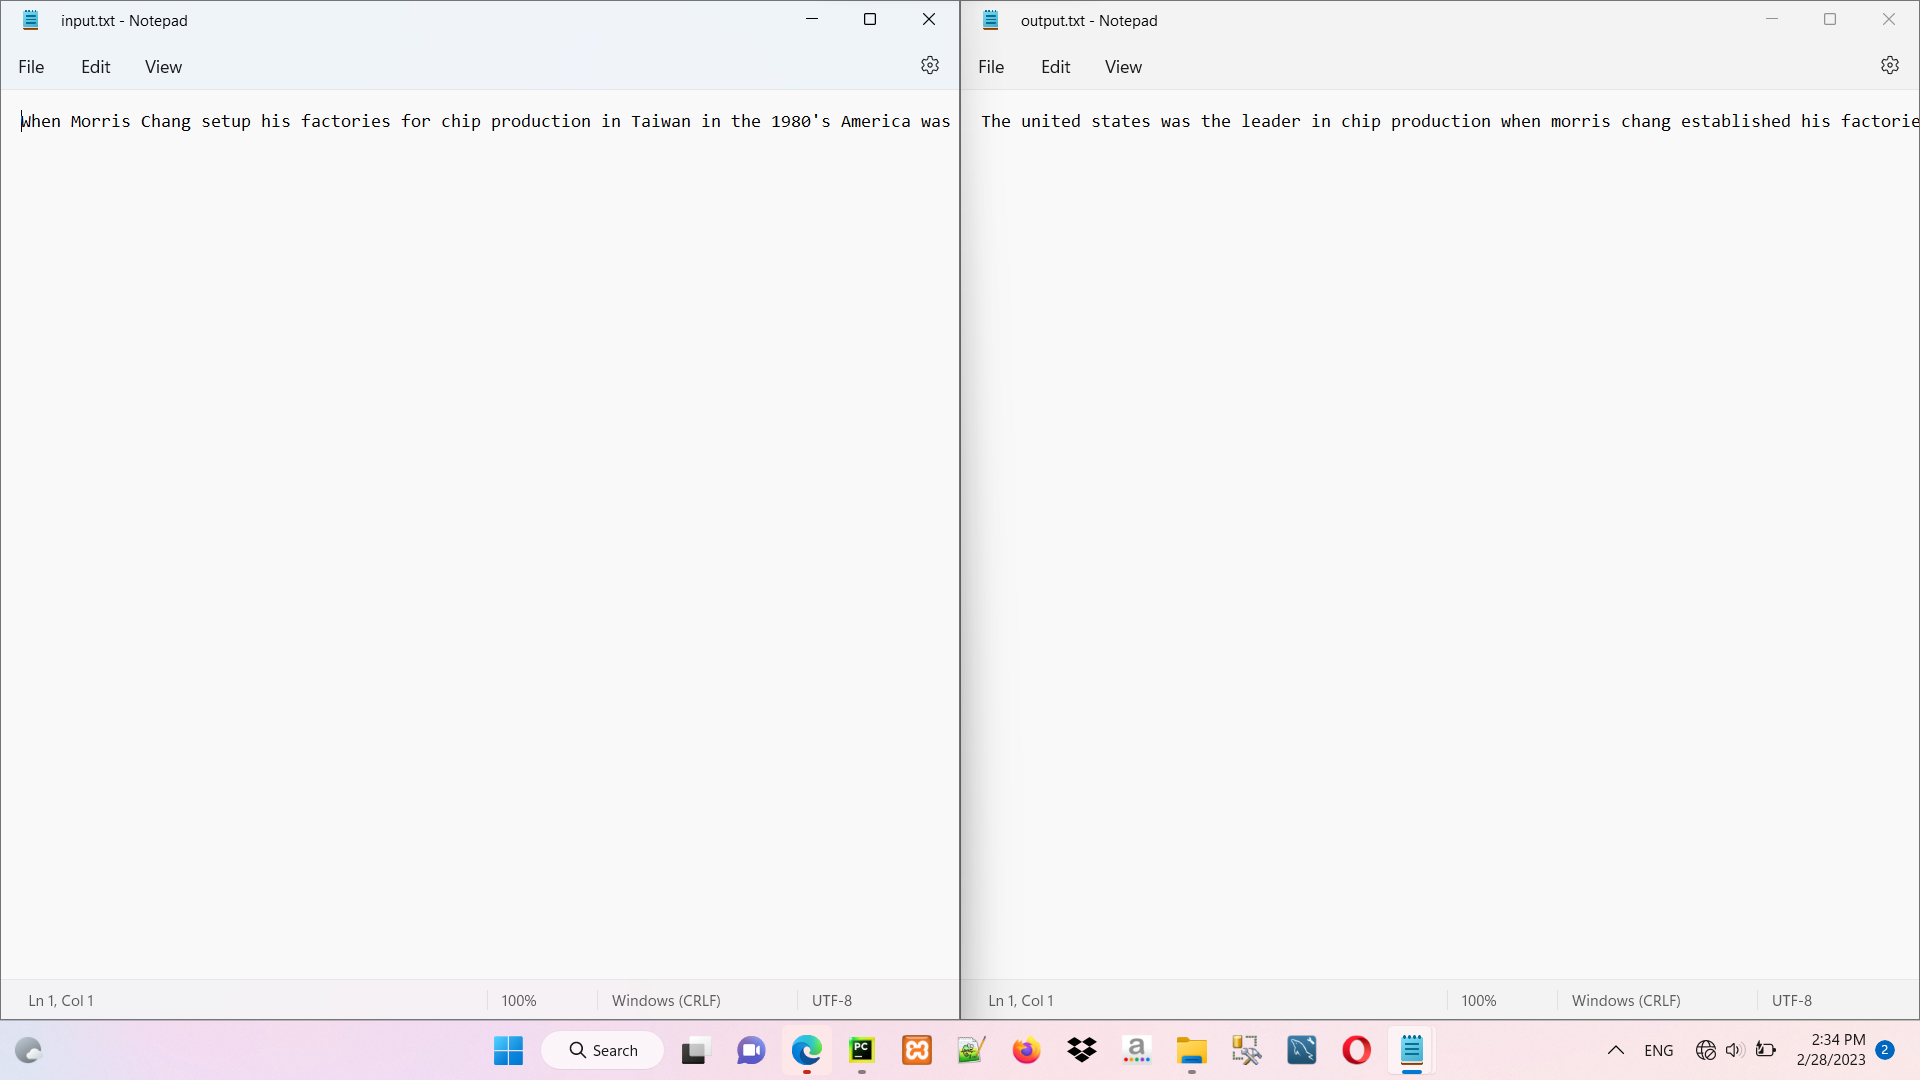 input.txt - Notepad
File Edit View
When Morris Chang setup his factories for chip production in Taiwan in the 1980's America was
Ln 1, Col 1 100% Windows (CRLF) UTF-8
output.txt - Notepad
File Edit View
The united states was the leader in chip production when morris chang established his factorie
Ln 1, Col 1 100% Windows (CRLF) UTF-8
Search
PC
a
ENG
2:34 PM
2/28/2023
2